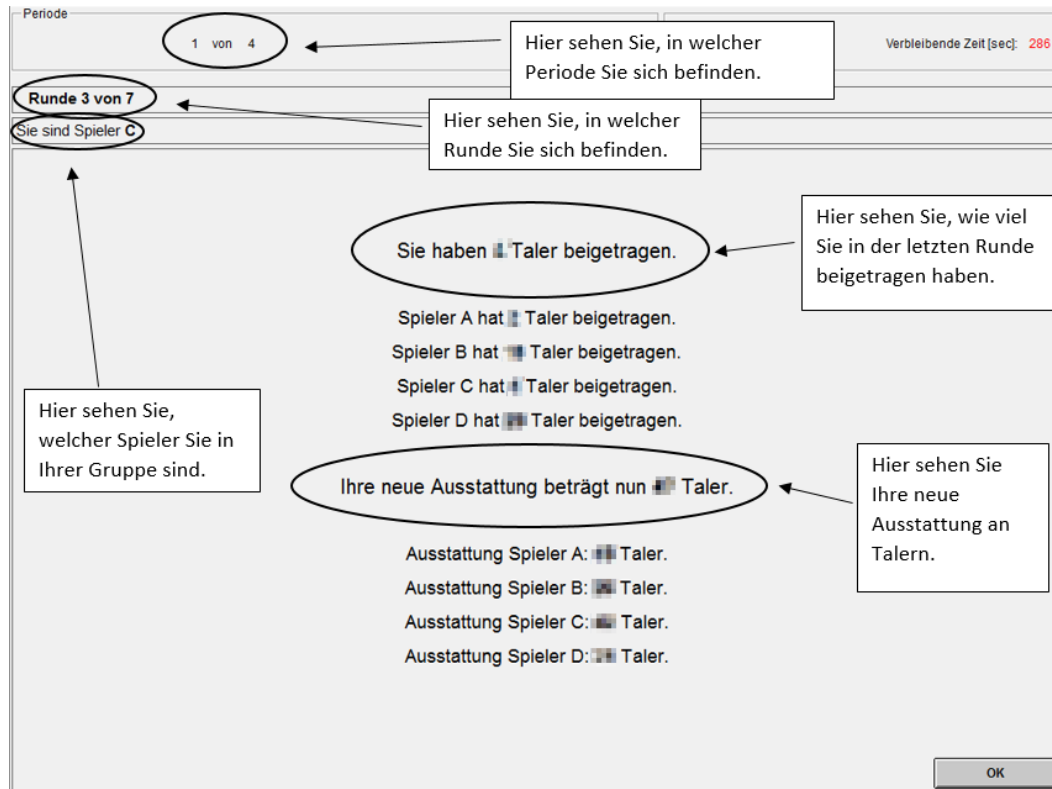 Periode
1 von 4
Verbleibende Zeit [sec]: 286
Hier sehen Sie, in welcher
Periode Sie sich befinden.
Runde 3 von 7
Sie sind Spieler C
Hier sehen Sie, in welcher
Runde Sie sich befinden.
Hier sehen Sie, wie viel
Sie in der letzten Runde
beigetragen haben.
Sie haben Taler beigetragen.
Spieler A hat Taler beigetragen.
Spieler B hat Taler beigetragen.
Spieler C hat Taler beigetragen.
Spieler D hat Taler beigetragen.
Hier sehen Sie,
welcher Spieler Sie in
Ihrer Gruppe sind.
Ihre neue Ausstattung beträgt nun Taler.
Hier sehen Sie
Ihre neue
Ausstattung an
Talern.
Ausstattung Spieler A: Taler.
Ausstattung Spieler B: Taler.
Ausstattung Spieler C: Taler.
Ausstattung Spieler D: Taler.
OK